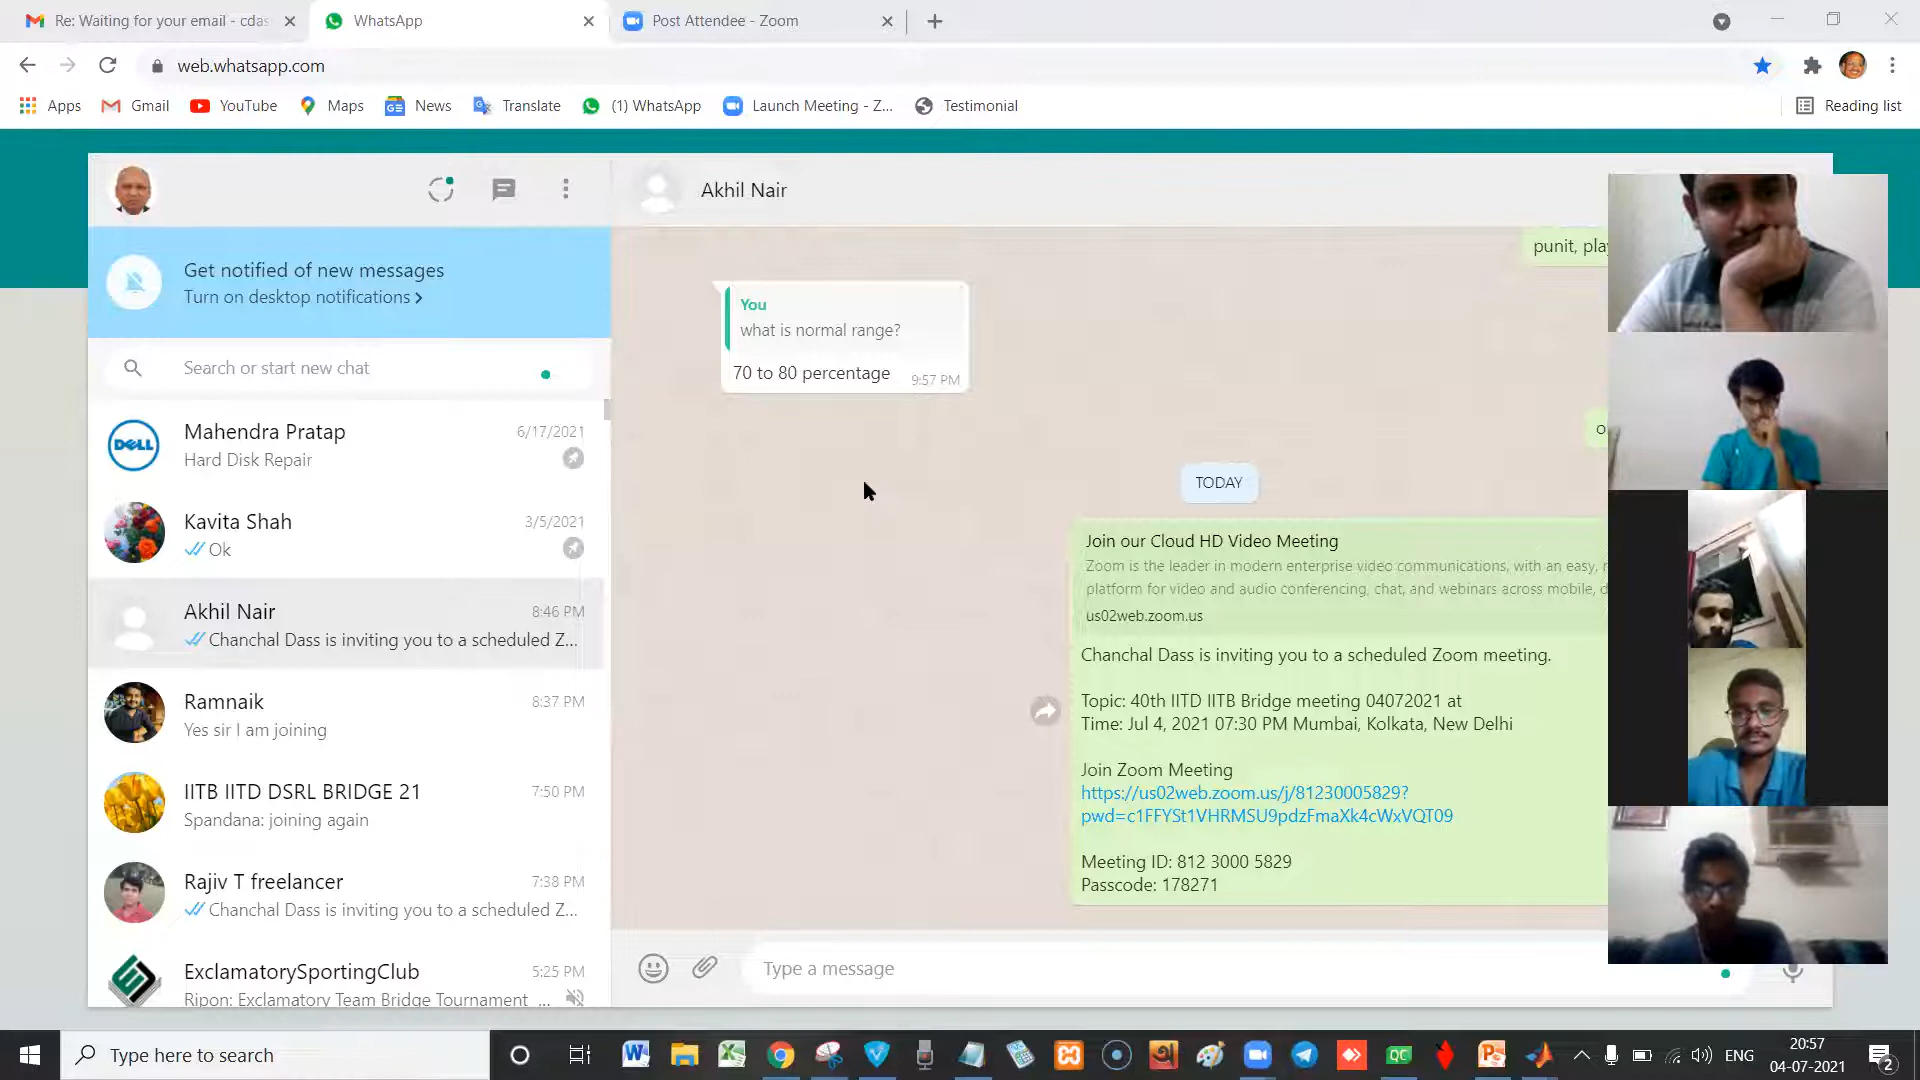 Re: Waiting for your email - cdas
WhatsApp
Post Attendee - Zoom
web.whatsapp.com
Apps
Gmail
YouTube
Maps
News
Translate
(1) WhatsApp
Launch Meeting - Z...
Testimonial
Reading list
Akhil Nair
Get notified of new messages
Turn on desktop notifications >
Search or start new chat
DELL
Mahendra Pratap
6/17/2021
Hard Disk Repair
Kavita Shah
3/5/2021
Ok
Akhil Nair
8:46 PM
Chanchal Dass is inviting you to a scheduled Z...
Ramnaik
8:37 PM
Yes sir I am joining
IITB IITD DSRL BRIDGE 21
7:50 PM
Spandana: joining again
Rajiv T freelancer
7:38 PM
Chanchal Dass is inviting you to a scheduled Z...
ExclamatorySportingClub
5:25 PM
Ripon: Exclamatory Team Bridge Tournament ...
punit,
You
what is normal range?
70 to 80 percentage
9:57 PM
TODAY
Join our Cloud HD Video Meeting
Zoom is the leader in modern enterprise video communications, with an easy,
platform for video and audio conferencing, chat, and webinars across mobile,
us02web.zoom.us
Chanchal Dass is inviting you to a scheduled Zoom meeting.
Topic: 40th IITD IITB Bridge meeting 04072021 at
Time: Jul 4, 2021 07:30 PM Mumbai, Kolkata, New Delhi
Join Zoom Meeting
https://us02web.zoom.us/j/81230005829?
pwd=c1FFYSt1VHRMSU9pdzFmaXk4cWxVQT09
Meeting ID: 812 3000 5829
Passcode: 178271
Type a message
Type here to search
QC
ENG
20:57
04-07-2021
2